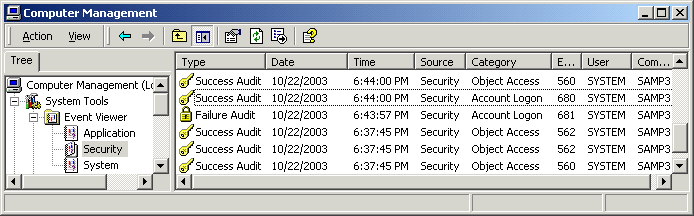 Computer Management
Action View
Tree
Type Date Time Source Category E... User Com...
Computer Management (Lo
System Tools
Event Viewer
Application
Security
System
Success Audit 10/22/2003 6:44:00 PM Security Object Access 560 SYSTEM SAMP3
Success Audit 10/22/2003 6:44:00 PM Security Account Logon 680 SYSTEM SAMP3
Failure Audit 10/22/2003 6:43:57 PM Security Account Logon 681 SYSTEM SAMP3
Success Audit 10/22/2003 6:37:45 PM Security Object Access 562 SYSTEM SAMP3
Success Audit 10/22/2003 6:37:45 PM Security Object Access 562 SYSTEM SAMP3
Success Audit 10/22/2003 6:37:45 PM Security Object Access 560 SYSTEM SAMP3